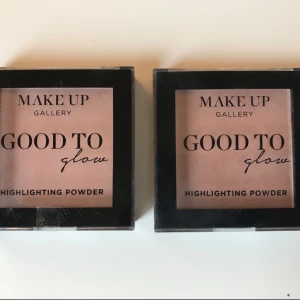 MAKE UP
GALLERY
GOOD TO
glow
HIGHLIGHTING POWDER
MAKE UP
GALLERY
GOOD TO
glow
HIGHLIGHTING POWDER